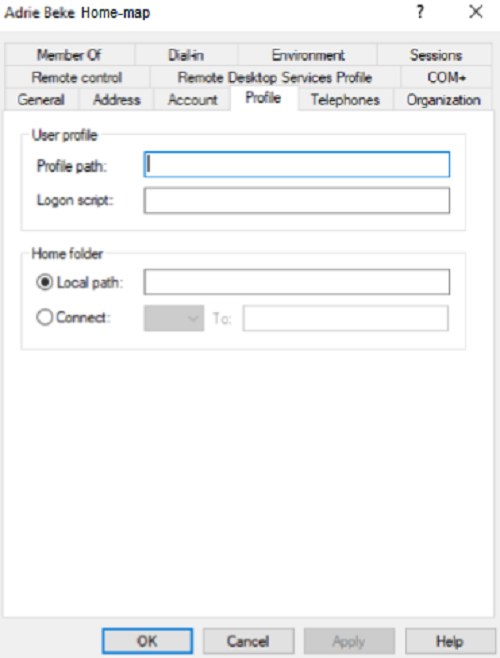 Adrie Beke Home-map ? ×
Member Of Dial-in Environment Sessions
Remote control Remote Desktop Services Profile COM+
General Address Account Profile Telephones Organization
User profile
Profile path:
Logon script:
Home folder
Local path:
Connect: To:
OK Cancel Apply Help